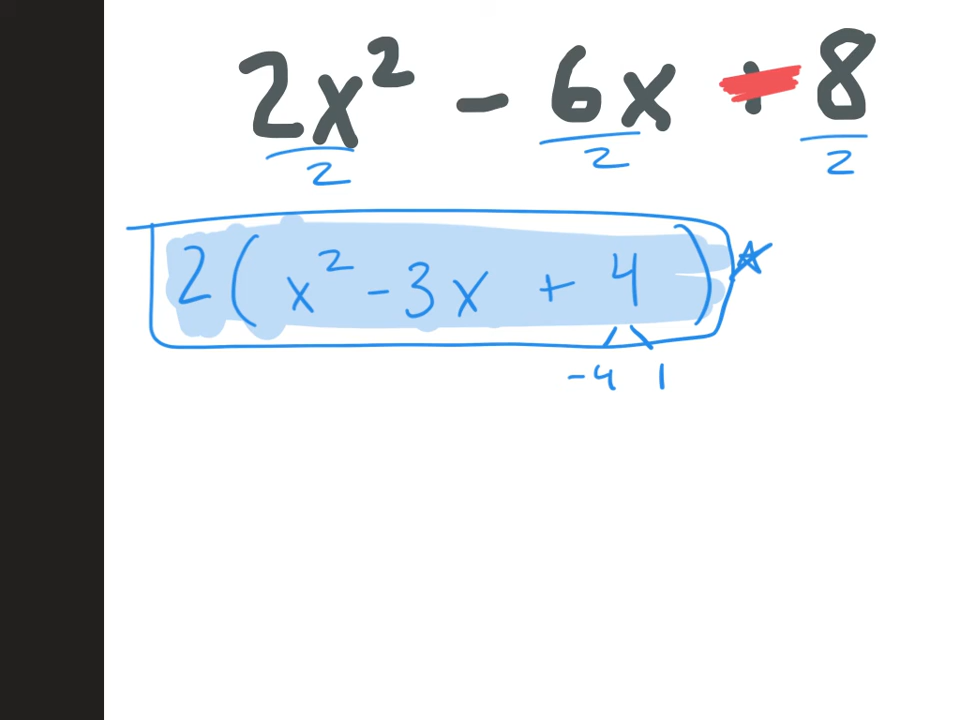 2x² - 6x + 8
2 2 2
2 ( x² - 3x + 4 )
-4 1